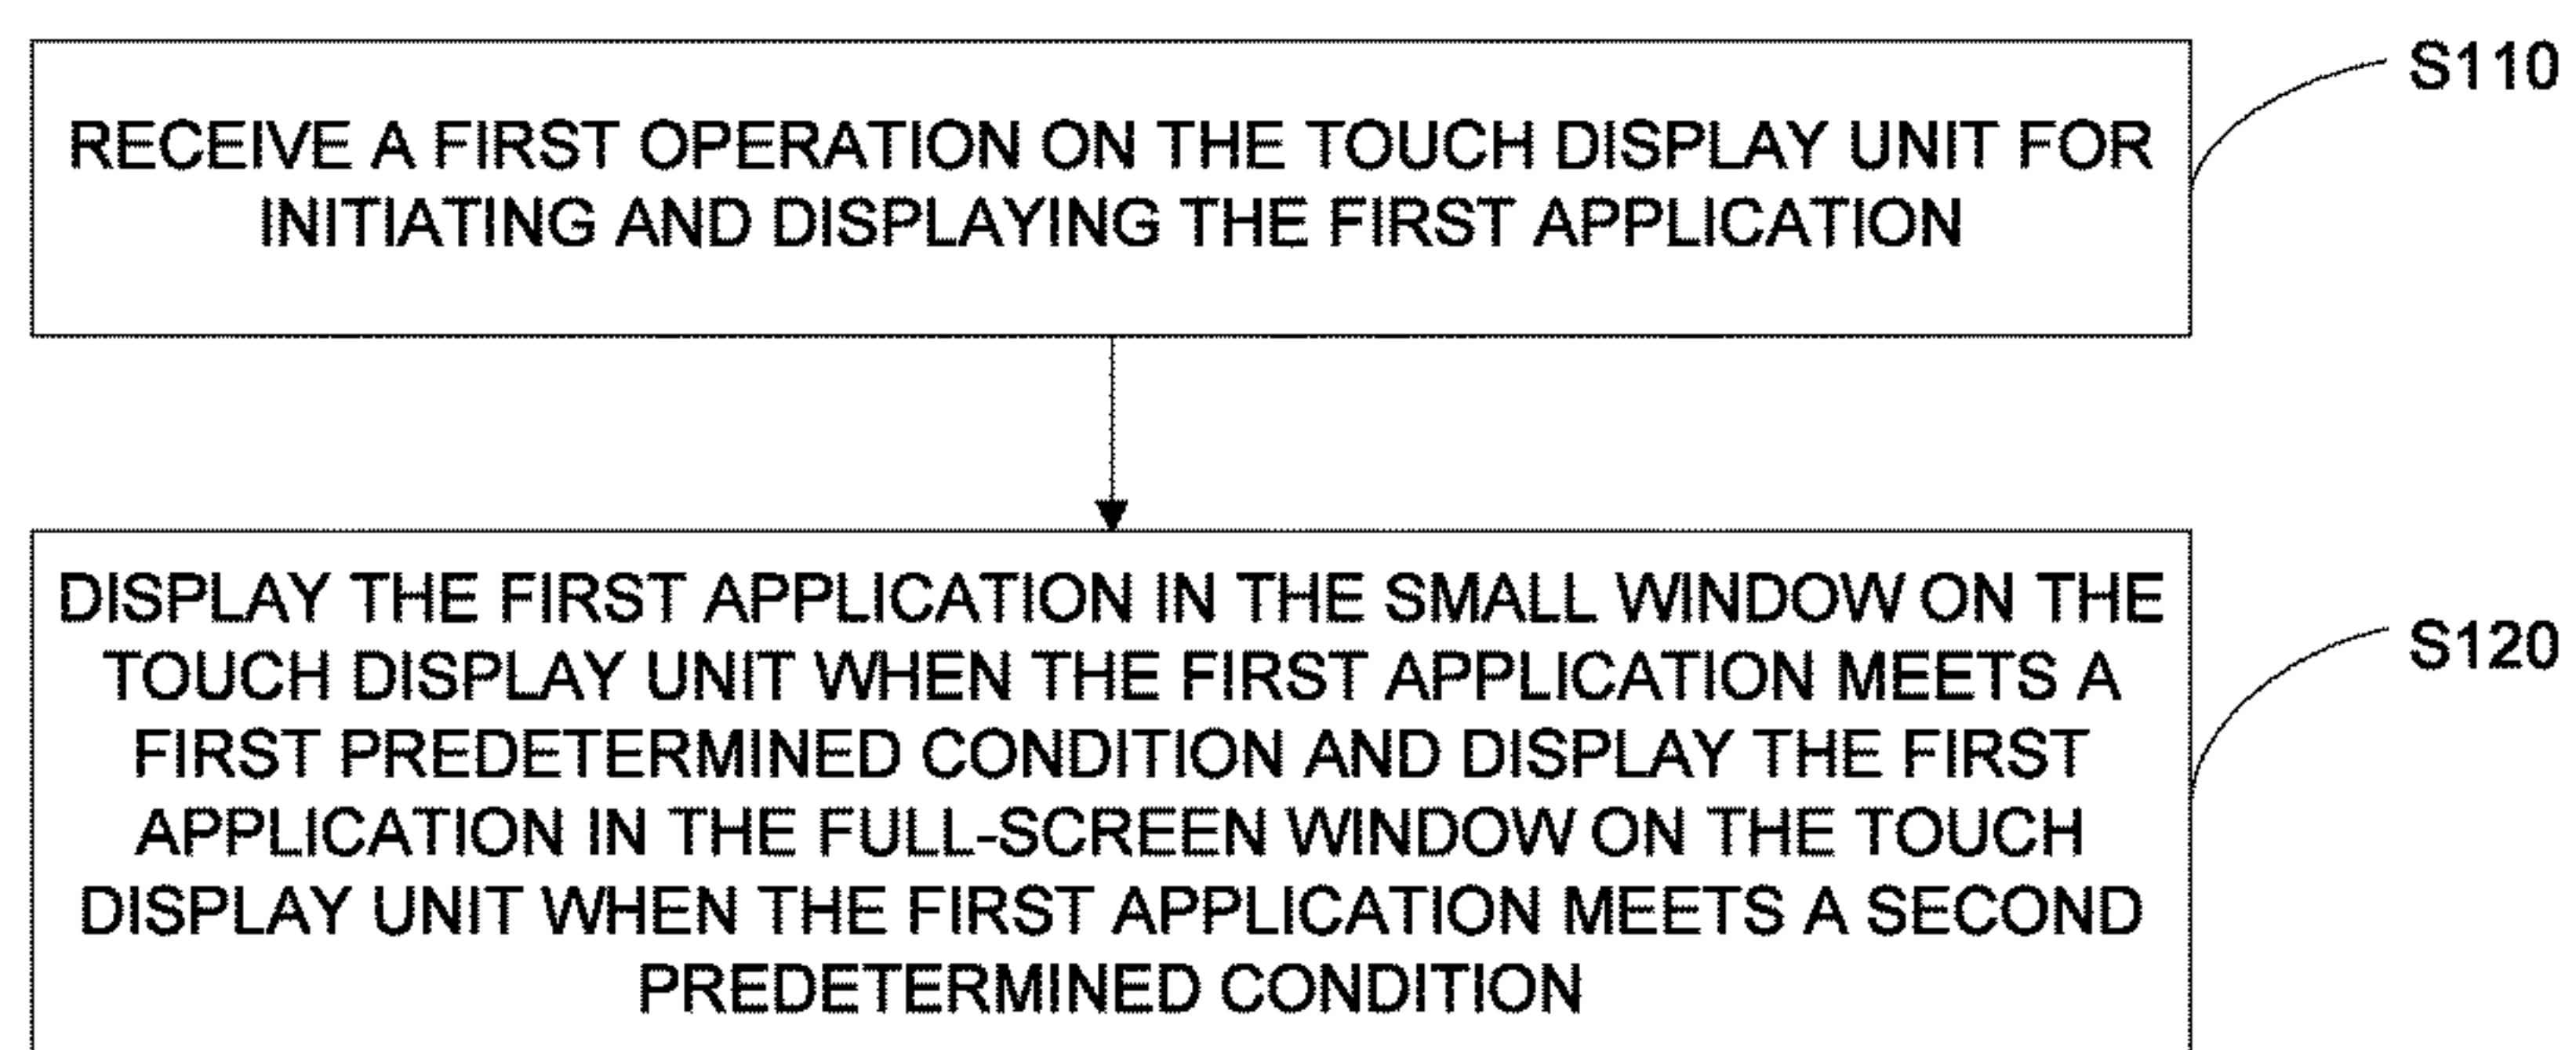 RECEIVE A FIRST OPERATION ON THE TOUCH DISPLAY UNIT FOR
INITIATING AND DISPLAYING THE FIRST APPLICATION
S110
DISPLAY THE FIRST APPLICATION IN THE SMALL WINDOW ON THE
TOUCH DISPLAY UNIT WHEN THE FIRST APPLICATION MEETS A
FIRST PREDETERMINED CONDITION AND DISPLAY THE FIRST
APPLICATION IN THE FULL-SCREEN WINDOW ON THE TOUCH
DISPLAY UNIT WHEN THE FIRST APPLICATION MEETS A SECOND
PREDETERMINED CONDITION
S120